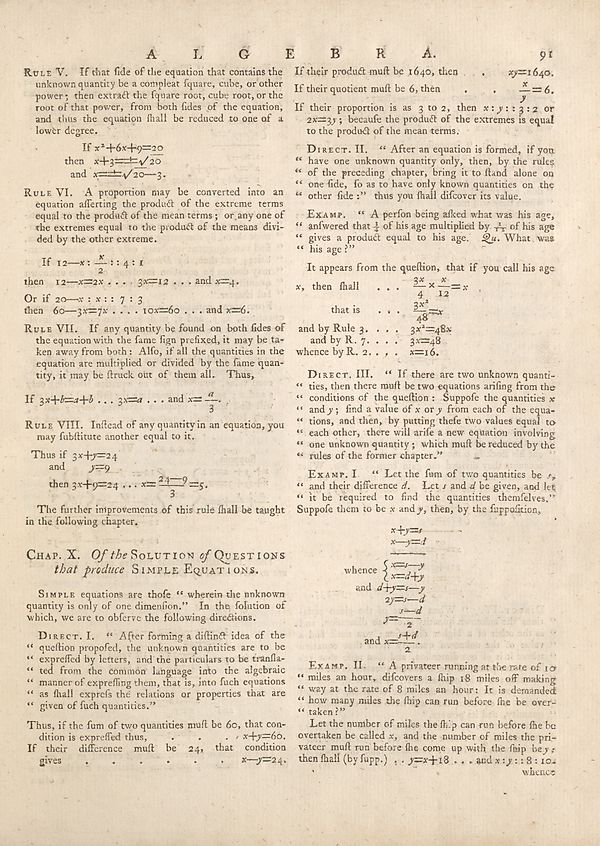 A L G E B R A. 91
RULE V. If that ſide of the equation that contains the
unknown quantity be a compleat ſquare, cube, or other
power; then extract the ſquare root, cube root, or the
root of that power, from both ſides of the equation,
and thus the equation ſhall be reduced to one of a
lower degree.
If x²+6x+9=20
then x+3=±√20
and x=±√20—3.
RULE VI. A proportion may be converted into an
equation aſſerting the product of the extreme terms
equal to the product of the mean terms; or any one of
the extremes equal to the product of the means divi-
ded by the other extreme.
If 12—x : x/2 : : 4 : 1
then 12—x=2x . . . . 3x=12 . . . and x=4.
Or if 20—x : x : : 7 : 3
then 60—3x=7x . . . . 10x=60 . . . and x=6.
RULE VII. If any quantity be found on both ſides of
the equation with the ſame ſign prefixed, it may be ta-
ken away from both: Alſo, if all the quantities in the
equation are multiplied or divided by the ſame quan-
tity, it may be ſtruck out of them all. Thus,
If 3x+b=a+b . . . 3x=a . . . and x= a/3.
RULE VIII. Inſtead of any quantity in an equation, you
may ſubſtitute another equal to it.
Thus if 3x+y=24
and y=9
then 3x+9=24 . . . x= 24—9/3 =5.
The further improvements of this rule ſhall be taught
in the following chapter.
CHAP. X. Of the SOLUTION of QUESTIONS
that produce SIMPLE EQUATIONS.
SIMPLE equations are thoſe “ wherein the unknown
quantity is only of one dimenſion.” In the ſolution of
which, we are to obſerve the following directions.
DIRECT. I. “ After forming a diſtinct idea of the
“ queſtion propoſed, the unknown quantities are to be
“ expreſſed by letters, and the particulars to be tranſla-
“ ted from the common language into the algebraic
“ manner of expreſſing them, that is, into ſuch equations
“ as ſhall expreſs the relations or properties that are
“ given of ſuch quantities.”
Thus, if the ſum of two quantities muſt be 60, that con-
dition is expreſſed thus, . . . x+y=60.
If their difference muſt be 24, that condition
gives . . . . . . x—y=24.
If their product muſt be 1640, then . . xy=1640.
If their quotient muſt be 6, then . . x/y = 6.
If their proportion is as 3 to 2, then x : y : : 3 : 2 or
2x=3y; becauſe the product of the extremes is equal
to the product of the mean terms.
DIRECT. II. “ After an equation is formed, if you
“ have one unknown quantity only, then, by the rules
“ of the preceding chapter, bring it to ſtand alone on
“ one ſide, ſo as to have only known quantities on the
“ other ſide :” thus you ſhall diſcover its value.
EXAMP. “ A perſon being aſked what was his age,
“ anſwered that ¾ of his age multiplied by 1/12 of his age
“ gives a product equal to his age. Qu. What was
“ his age?”
It appears from the queſtion, that if you call his age
x, then ſhall . . . 3x/4 × x/12 = x
that is . . . 3x²/48 =x
and by Rule 3. . . . 3x²=48x
and by R. 7. . . . 3x=48
whence by R. 2. . . . x=16.
DIRECT. III. “ If there are two unknown quanti-
“ ties, then there muſt be two equations ariſing from the
“ conditions of the queſtion : Suppoſe the quantities x
“ and y; find a value of x or y from each of the equa-
“ tions, and then, by putting theſe two values equal to
“ each other, there will ariſe a new equation involving
“ one unknown quantity; which muſt be reduced by the
“ rules of the former chapter.”
EXAMP. I “ Let the ſum of two quantities be s,
“ and their difference d. Let s and d be given, and let
“ it be required to find the quantities themſelves.”
Suppoſe them to be x and y, then, by the ſuppoſition,
x+y=s
x—y=d
whence { x=s—y
x=d+y
and d+y=s—y
2y=s—d
y= s—d/2
and x= s+d/2.
EXAMP. II. “ A privateer running at the rate of 10
“ miles an hour, diſcovers a ſhip 18 miles off making
“ way at the rate of 8 miles an hour: It is demanded
“ how many miles the ſhip can run before ſhe be over-
“ taken?”
Let the number of miles the ſhip can run before ſhe be
overtaken be called x, and the number of miles the pri-
vateer muſt run before ſhe come up with the ſhip be y;
then ſhall (by ſupp.) . . y=x+18 . . . and x : y : : 8 : 10.
whence